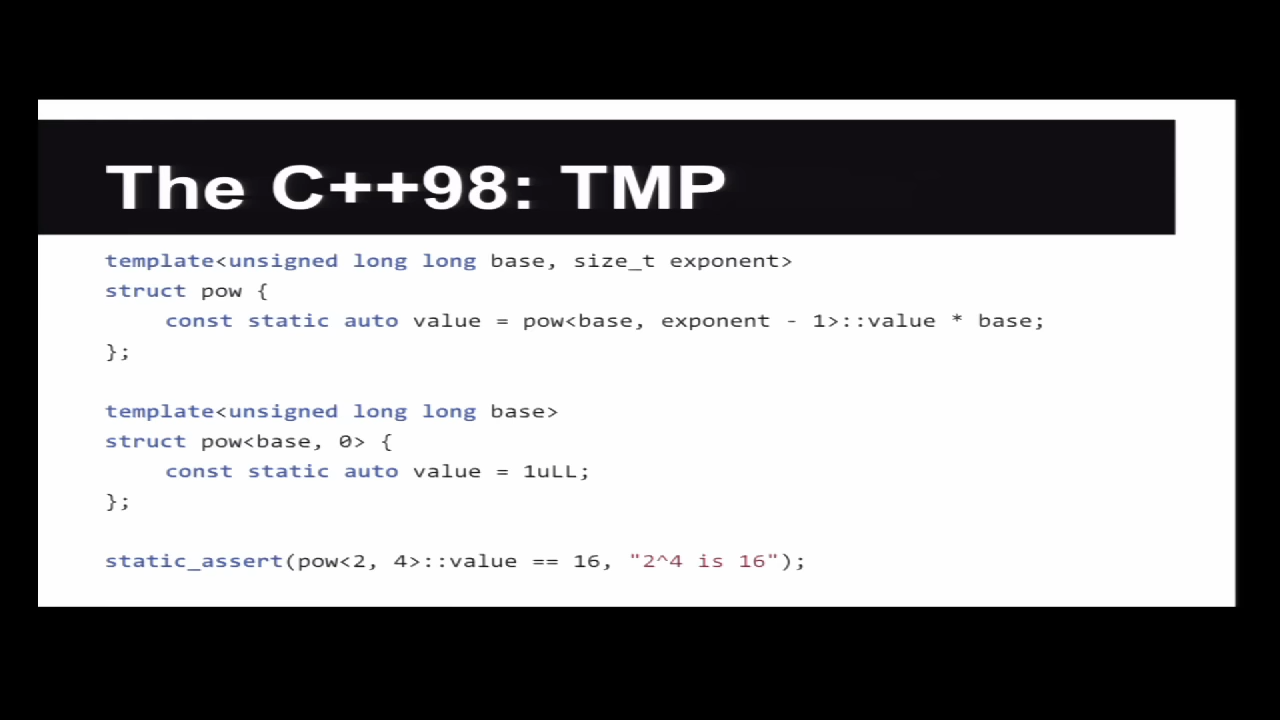 The C++98: TMP
template<unsigned long long base, size_t exponent>
struct pow {
    const static auto value = pow<base, exponent - 1>::value * base;
};
template<unsigned long long base>
struct pow<base, 0> {
    const static auto value = 1uLL;
};
static_assert(pow<2, 4>::value == 16, "2^4 is 16");